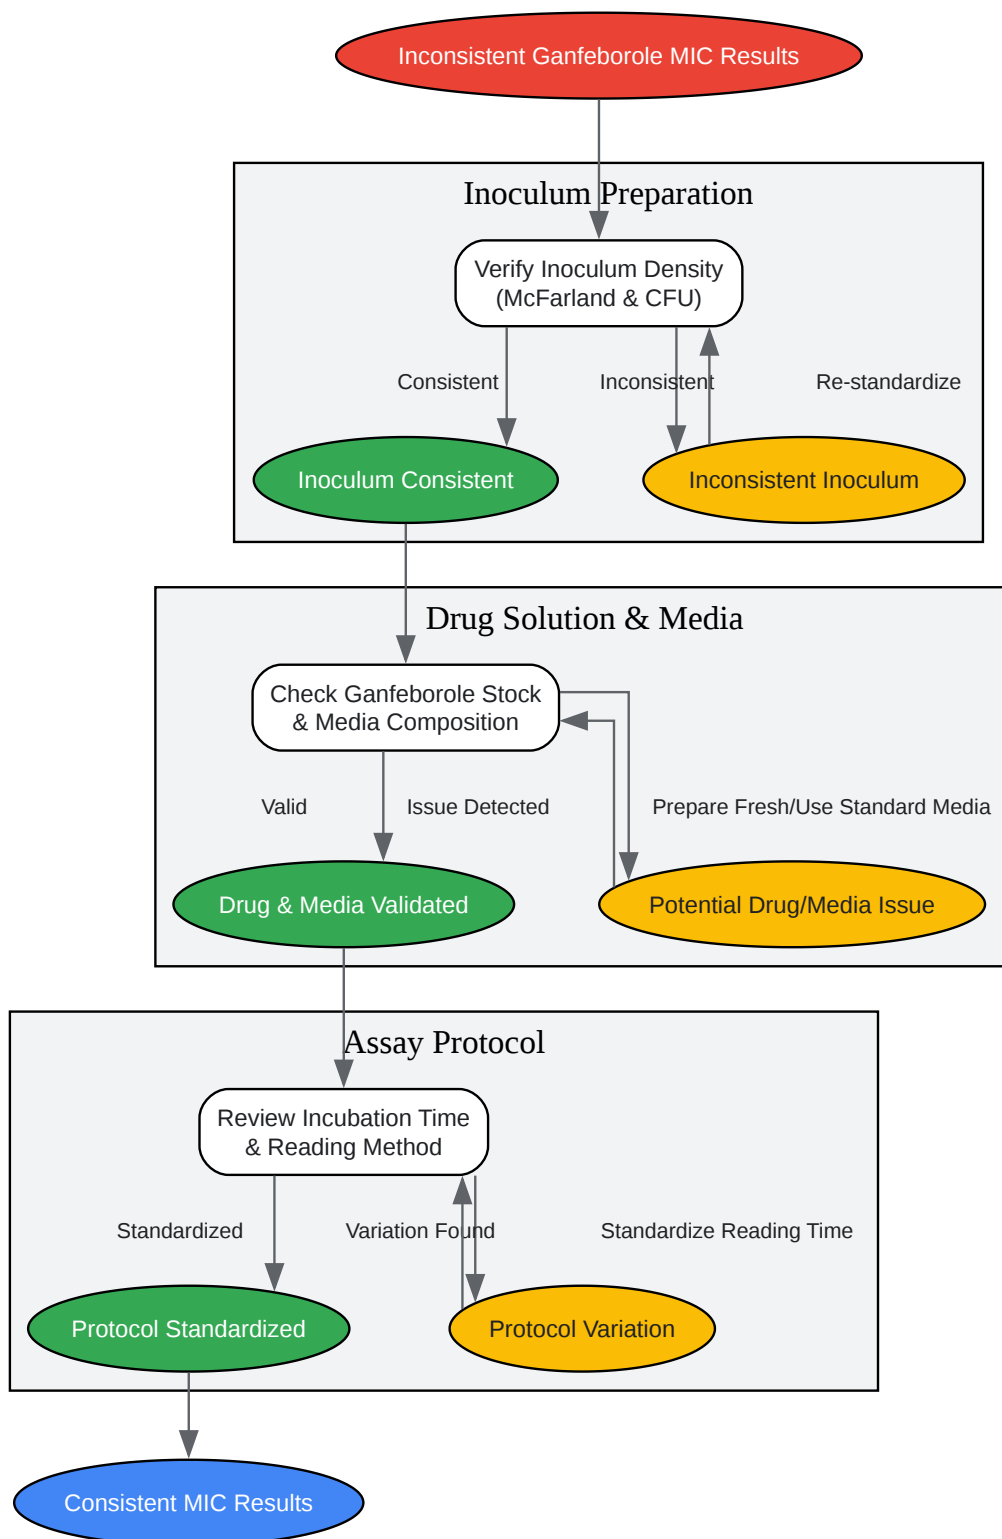 Inconsistent Ganfeborole MIC Results
Inoculum Preparation
Verify Inoculum Density
(McFarland & CFU)
Consistent
Inconsistent
Re-standardize
Inoculum Consistent
Inconsistent Inoculum
Drug Solution & Media
Check Ganfeborole Stock
& Media Composition
Valid
Issue Detected
Prepare Fresh/Use Standard Media
Drug & Media Validated
Potential Drug/Media Issue
Assay Protocol
Review Incubation Time
& Reading Method
Standardized
Variation Found
Standardize Reading Time
Protocol Standardized
Protocol Variation
Consistent MIC Results